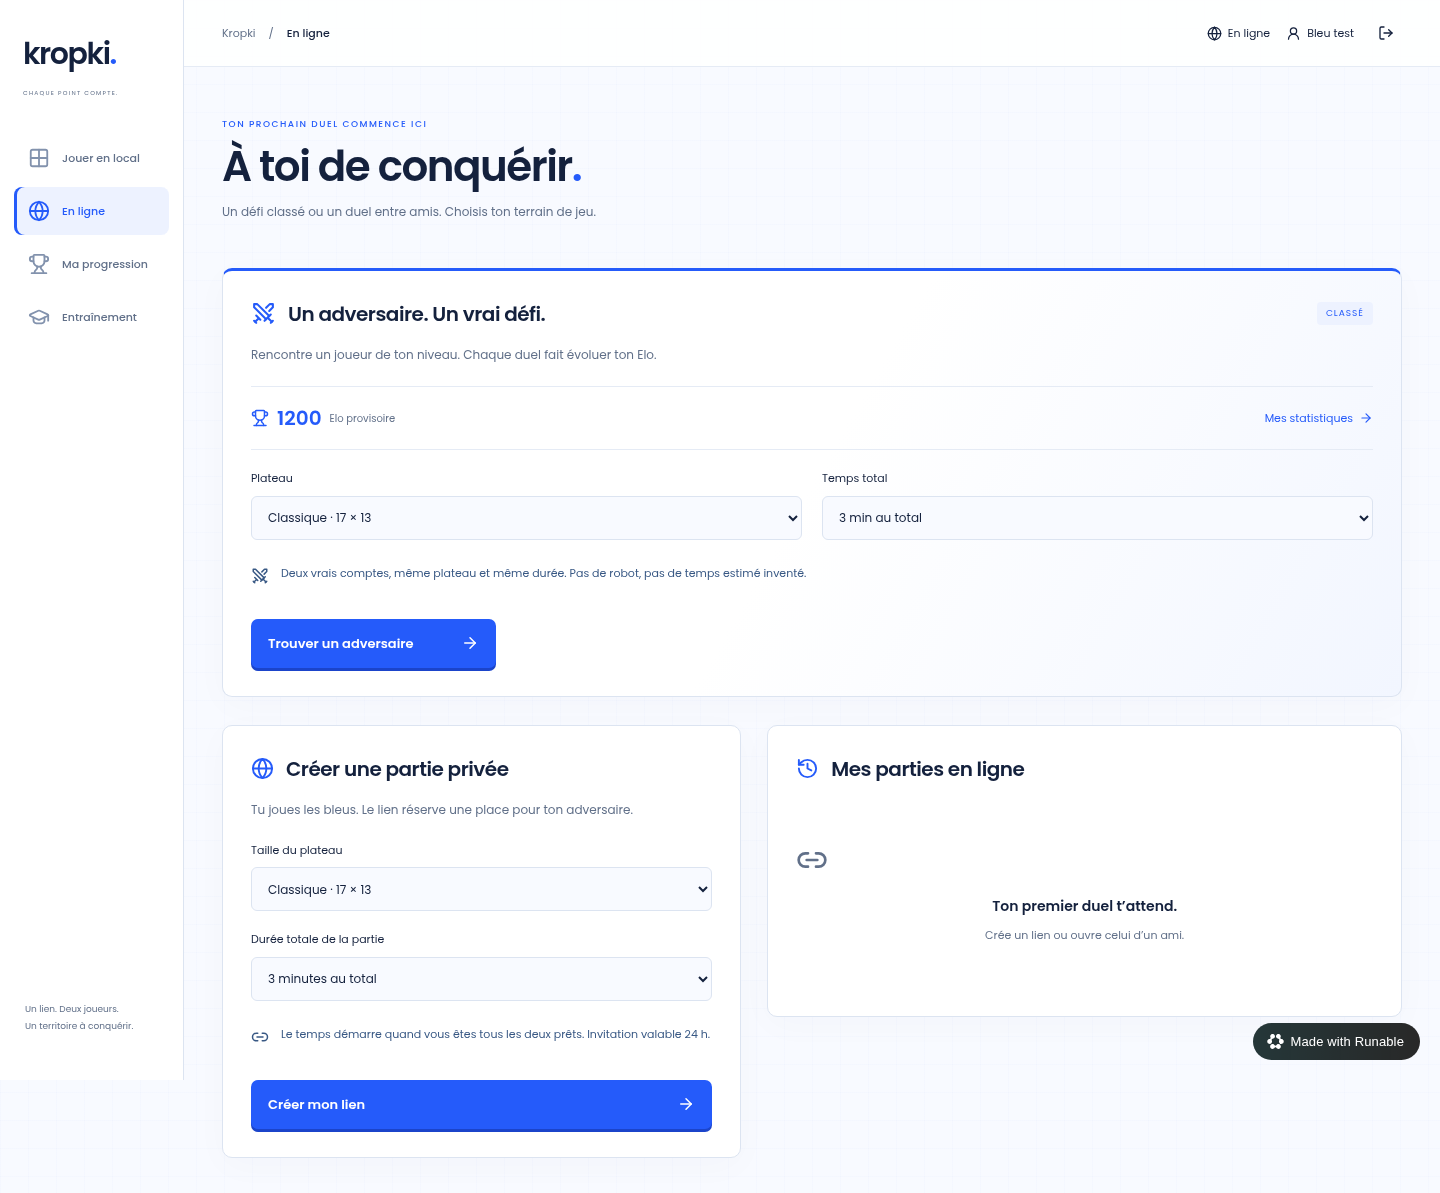 kropki.
CHAQUE POINT COMPTE.
Jouer en local
En ligne
Ma progression
Entraînement
Un lien. Deux joueurs.
Un territoire à conquérir.
Kropki / En ligne
En ligne
Bleu test
TON PROCHAIN DUEL COMMENCE ICI
À toi de conquérir.
Un défi classé ou un duel entre amis. Choisis ton terrain de jeu.
Un adversaire. Un vrai défi.
CLASSÉ
Rencontre un joueur de ton niveau. Chaque duel fait évoluer ton Elo.
1200 Elo provisoire
Mes statistiques
Plateau
Temps total
Classique · 17 × 13
3 min au total
Deux vrais comptes, même plateau et même durée. Pas de robot, pas de temps estimé inventé.
Trouver un adversaire
Créer une partie privée
Tu joues les bleus. Le lien réserve une place pour ton adversaire.
Taille du plateau
Classique · 17 × 13
Durée totale de la partie
3 minutes au total
Le temps démarre quand vous êtes tous les deux prêts. Invitation valable 24 h.
Créer mon lien
Mes parties en ligne
Ton premier duel t’attend.
Crée un lien ou ouvre celui d’un ami.
Made with Runable